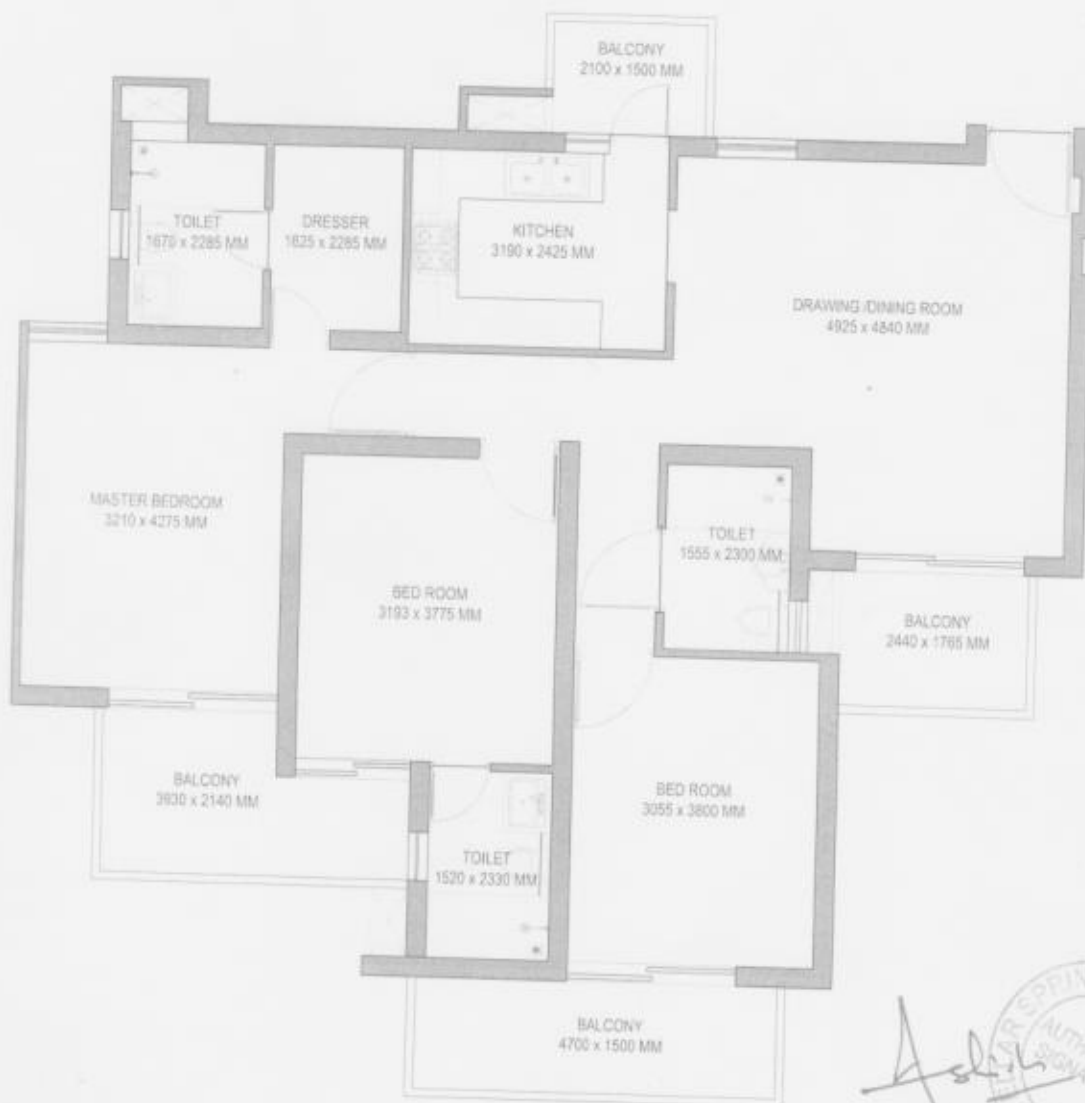 BALCONY
2100 x 1500 MM
TOILET
1670 x 2285 MM
DRESSER
1625 x 2285 MM
KITCHEN
3190 x 2425 MM
DRAWING /DINING ROOM
4925 x 4840 MM
MASTER BEDROOM
3210 x 4275 MM
TOILET
1555 x 2300 MM
BED ROOM
3193 x 3775 MM
BALCONY
2440 x 1765 MM
BALCONY
3930 x 2140 MM
BED ROOM
3055 x 3800 MM
TOILET
1520 x 2330 MM
BALCONY
4700 x 1500 MM
Ashish